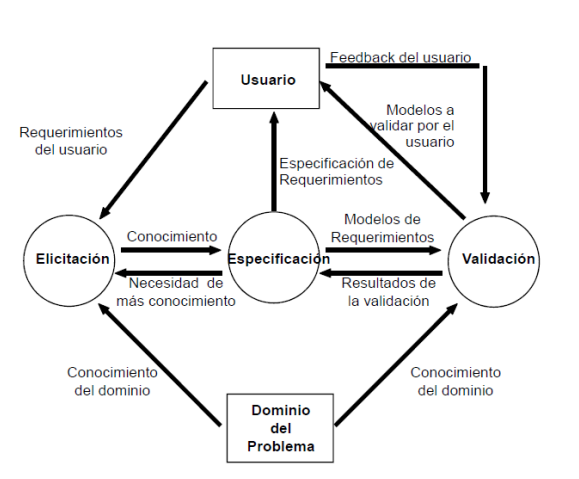 Feedback del usuario
Usuario
Modelos a
validar por el
usuario
Requerimientos
del usuario
Especificación de
Requerimientos
Conocimiento
Modelos de
Requerimientos
Elicitación
Especificación
Validación
Necesidad de
más conocimiento
Resultados de
la validación
Conocimiento
del dominio
Conocimiento
del dominio
Dominio
del
Problema